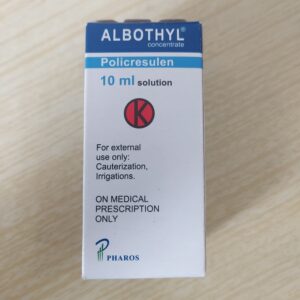 ALBOTHYL®
concentrate
Policresulen
10 ml solution
K
For external
use only:
Cauterization,
Irrigations.
ON MEDICAL
PRESCRIPTION
ONLY
PHAROS